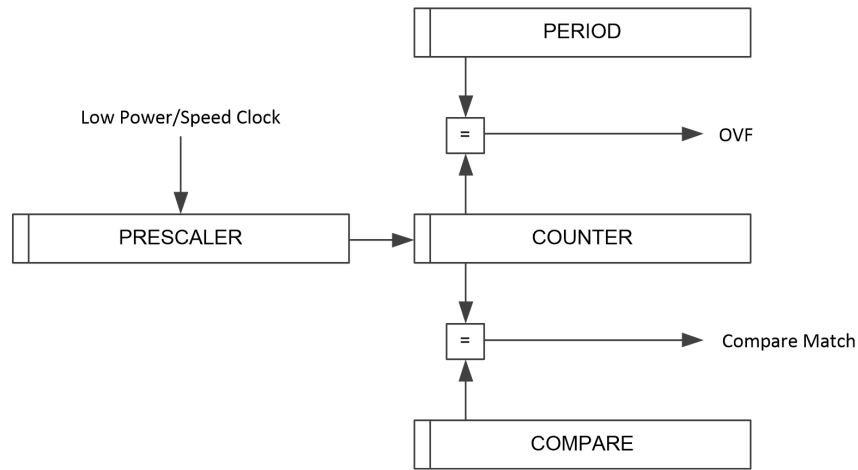 PERIOD
Low Power/Speed Clock
=
OVF
PRESCALER
COUNTER
=
Compare Match
COMPARE